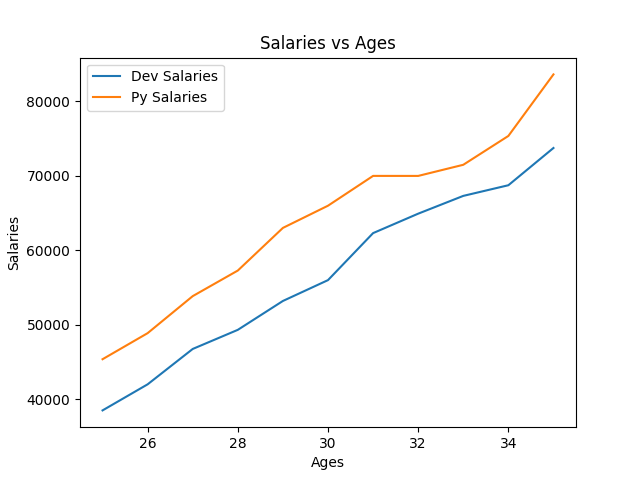 Salaries vs Ages
Dev Salaries
Py Salaries
80000
70000
60000
50000
40000
Salaries
26 28 30 32 34
Ages